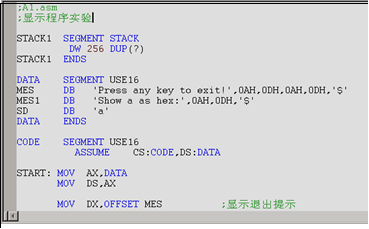 ;A1.asm
;显示程序实验
STACK1 SEGMENT STACK
DW 256 DUP(?)
STACK1 ENDS
DATA SEGMENT USE16
MES DB 'Press any key to exit!',0AH,0DH,0AH,0DH,'$'
MES1 DB 'Show a as hex:',0AH,0DH,'$'
SD DB 'a'
DATA ENDS
CODE SEGMENT USE16
ASSUME CS:CODE,DS:DATA
START: MOV AX,DATA
MOV DS,AX
MOV DX,OFFSET MES ;显示退出提示